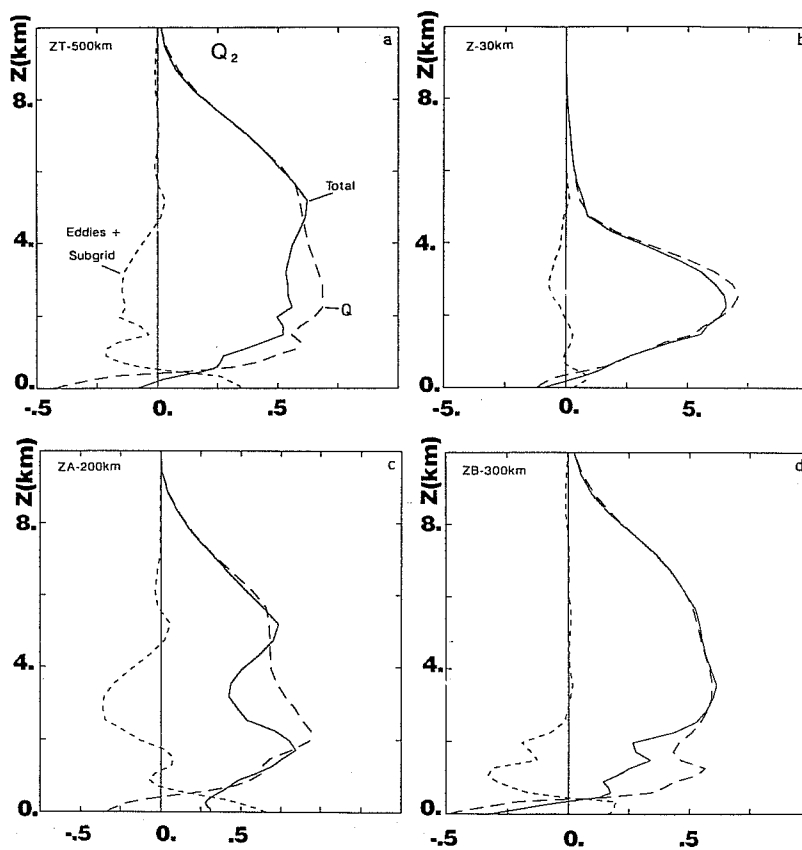 ZT-500km
Q2
a
Z(km)
8.
4.
0.
Eddies +
Subgrid
Total
Q
-.5
0.
.5
Z-30km
b
Z(km)
8.
4.
0.
-5.
0.
5.
ZA-200km
c
Z(km)
8.
4.
0.
-.5
0.
.5
ZB-300km
d
Z(km)
8.
4.
0.
-.5
0.
.5